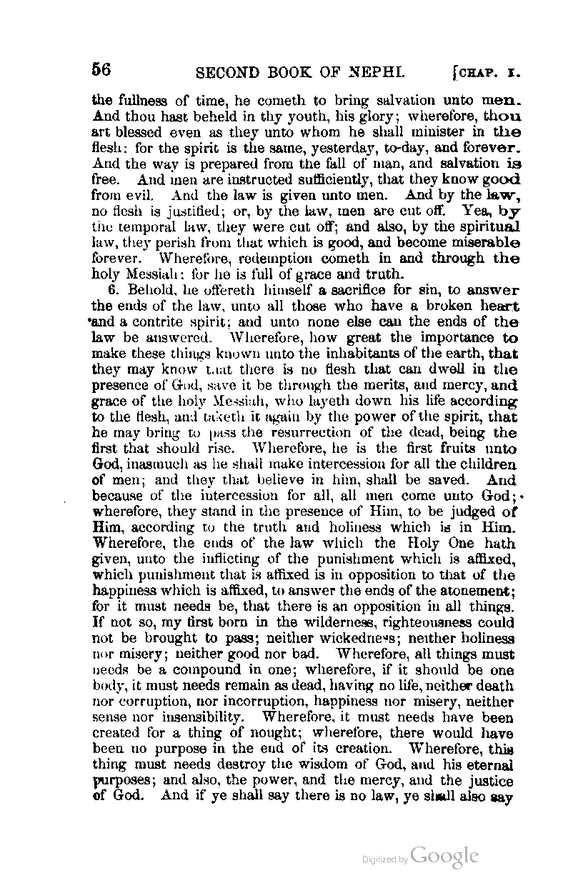 56 SECOND BOOK OF NEPHI. [CHAP. I.
the fullness of time, he cometh to bring salvation unto men.
And thou hast beheld in thy youth, his glory; wherefore, thou
art blessed even as they unto whom he shall minister in the
flesh: for the spirit is the same, yesterday, to-day, and forever.
And the way is prepared from the fall of man, and salvation is
free. And men are instructed sufficiently, that they know good
from evil. And the law is given unto men. And by the law,
no flesh is justified; or, by the law, men are cut off. Yea, by
the temporal law, they were cut off; and also, by the spiritual
law, they perish from that which is good, and become miserable
forever. Wherefore, redemption cometh in and through the
holy Messiah: for he is full of grace and truth.
6. Behold, he offereth himself a sacrifice for sin, to answer
the ends of the law, unto all those who have a broken heart
and a contrite spirit; and unto none else can the ends of the
law be answered. Wherefore, how great the importance to
make these things known unto the inhabitants of the earth, that
they may know that there is no flesh that can dwell in the
presence of God, save it be through the merits, and mercy, and
grace of the holy Messiah, who layeth down his life according
to the flesh, and taketh it again by the power of the spirit, that
he may bring to pass the resurrection of the dead, being the
first that should rise. Wherefore, he is the first fruits unto
God, inasmuch as he shall make intercession for all the children
of men; and they that believe in him, shall be saved. And
because of the intercession for all, all men come unto God;
wherefore, they stand in the presence of Him, to be judged of
Him, according to the truth and holiness which is in Him.
Wherefore, the ends of the law which the Holy One hath
given, unto the inflicting of the punishment which is affixed,
which punishment that is affixed is in opposition to that of the
happiness which is affixed, to answer the ends of the atonement;
for it must needs be, that there is an opposition in all things.
If not so, my first born in the wilderness, righteousness could
not be brought to pass; neither wickedness; neither holiness
nor misery; neither good nor bad. Wherefore, all things must
needs be a compound in one; wherefore, if it should be one
body, it must needs remain as dead, having no life, neither death
nor corruption, nor incorruption, happiness nor misery, neither
sense nor insensibility. Wherefore, it must needs have been
created for a thing of nought; wherefore, there would have
been no purpose in the end of its creation. Wherefore, this
thing must needs destroy the wisdom of God, and his eternal
purposes; and also, the power, and the mercy, and the justice
of God. And if ye shall say there is no law, ye shall also say
Digitized by Google